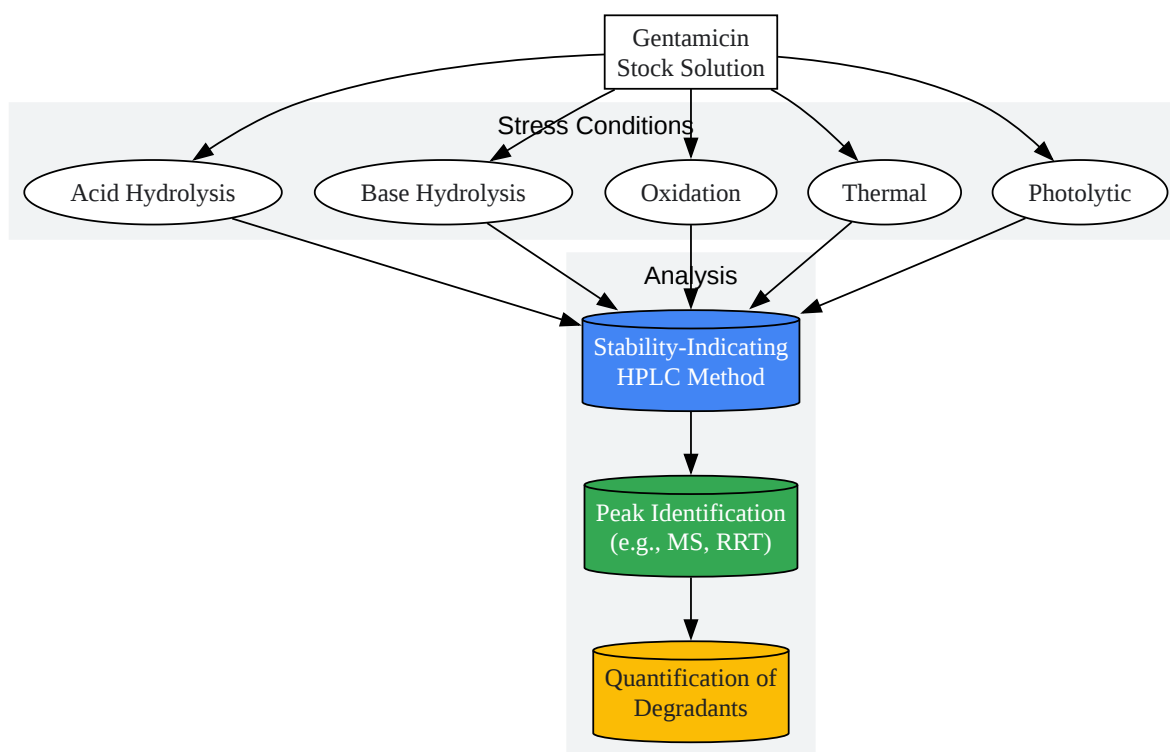 Gentamicin
Stock Solution
Stress Conditions
Acid Hydrolysis
Base Hydrolysis
Oxidation
Thermal
Photolytic
Analysis
Stability-Indicating
HPLC Method
Peak Identification
(e.g., MS, RRT)
Quantification of
Degradants